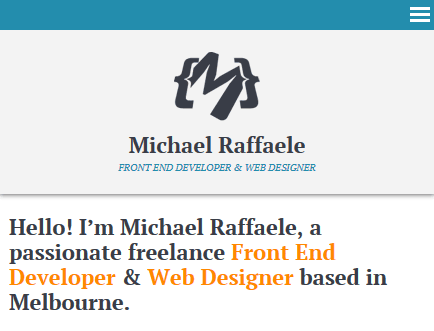 {M}
Michael Raffaele
FRONT END DEVELOPER & WEB DESIGNER
Hello! I’m Michael Raffaele, a
passionate freelance Front End
Developer & Web Designer based in
Melbourne.